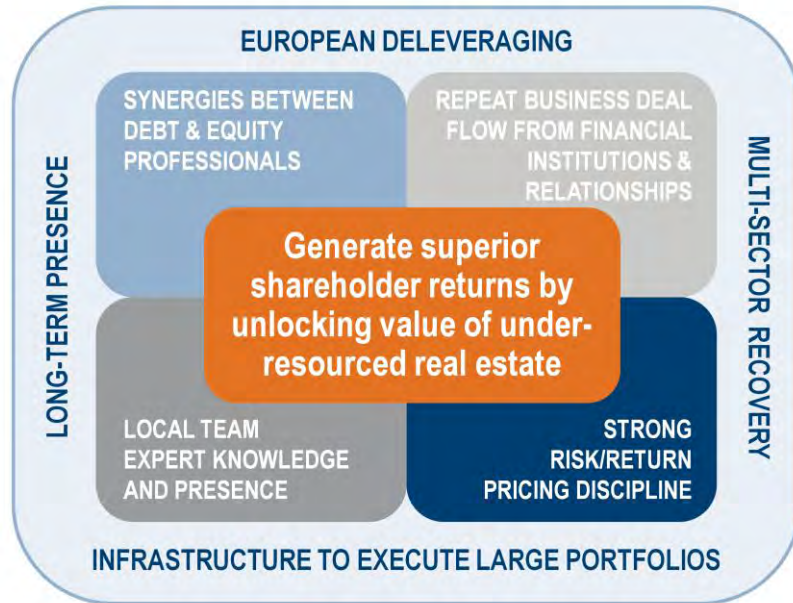 EUROPEAN DELEVERAGING
SYNERGIES BETWEEN
DEBT & EQUITY
PROFESSIONALS
REPEAT BUSINESS DEAL
FLOW FROM FINANCIAL
INSTITUTIONS &
RELATIONSHIPS
LONG-TERM PRESENCE
Generate superior
shareholder returns by
unlocking value of under-
resourced real estate
MULTI-SECTOR RECOVERY
LOCAL TEAM
EXPERT KNOWLEDGE
AND PRESENCE
STRONG
RISK/RETURN
PRICING DISCIPLINE
INFRASTRUCTURE TO EXECUTE LARGE PORTFOLIOS